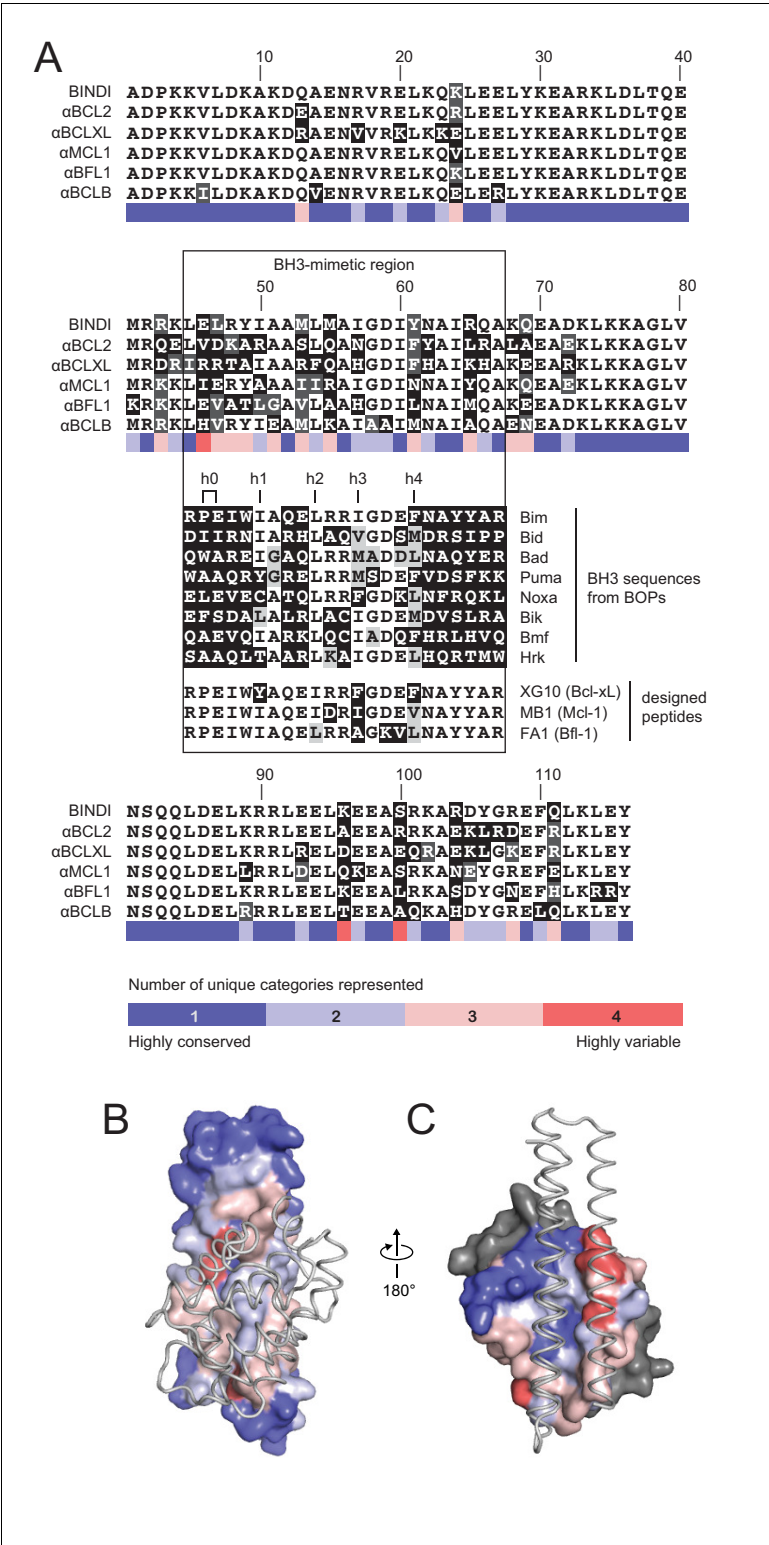 A
10 20 30 40
BINDI ADPKKVLDKAKDQAENRVRELKQKLEELYKEARKLDLTQE
αBCL2 ADPKKVLDKAKDEAENRVRELKQRLEELYKEARKLDLTQE
αBCLXL ADPKKVLDKAKDRAENVVRKLKKELEELYKEARKLDLTQE
αMCL1 ADPKKVLDKAKDQAENRVRELKQVLEELYKEARKLDLTQE
αBFL1 ADPKKVLDKAKDQAENRVRELKQKLEELYKEARKLDLTQE
αBCLB ADPKKILDKAKDQVENRVRELKQELERLYKEARKLDLTQE
BH3-mimetic region
50 60 70 80
BINDI MRRKLELRYIAAMLMAIGDIYNAIRQAKQEADKLKKAGLV
αBCL2 MRQELVDKARAASLQANGDIFYAILRALAEAEKLKKAGLV
αBCLXL MRDRIRRTAIAARFQAHGDIFHAIKHAKEEARKLKKAGLV
αMCL1 MRKKLIERYAAAIIRAIGDINNAIYQAKQEAEKLKKAGLV
αBFL1 KRKKLEVATLGAVLAAHGDILNAIMQAKEEADKLKKAGLV
αBCLB MRRKLHVRYIEAMLKAIAAIMNAIAQAENEADKLKKAGLV
h0 h1 h2 h3 h4
RPEIWIAQELRRIGDEFNAYYAR Bim
DIIRNIARHLAQVGDSMDRSIPP Bid
QWAREIGAQLRRMADDLNAQYER Bad
WAAQRYGRELRRMSDEFVDSFKK Puma
ELEVECATQLRRFGDKLNFRQKL Noxa
EFSDALALRLACIGDEMDVSLRA Bik
QAEVQIARKLQCIADQFHRLHVQ Bmf
SAAQLTAARLKAIGDELHQRTMW Hrk
BH3 sequences
from BOPs
RPEIWYAQEIRRFGDEFNAYYAR XG10 (Bcl-xL)
RPEIWIAQEIDRIGDEVNAYYAR MB1 (Mcl-1)
RPEIWIAQELRRAGKVLNAYYAR FA1 (Bfl-1)
designed
peptides
90 100 110
BINDI NSQQLDELKRRLEELKEEASRKARDYGREFQLKLEY
αBCL2 NSQQLDELKRRLEELAEEARRKAEKLRDEFRLKLEY
αBCLXL NSQQLDELKRRLRELDEEAEQRAEKLGKEFRLKLEY
αMCL1 NSQQLDELLRRLDELQKEASRKANEYGREFELKLEY
αBFL1 NSQQLDELKRRLEELKEEALRKASDYGNEFHLKRRY
αBCLB NSQQLDELRRRLEELTEEAAQKAHDYGRELQLKLEY
Number of unique categories represented
1 2 3 4
Highly conserved Highly variable
B C
180°